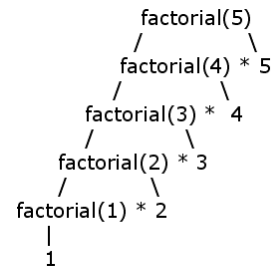 factorial(5)
factorial(4) * 5
factorial(3) * 4
factorial(2) * 3
factorial(1) * 2
1